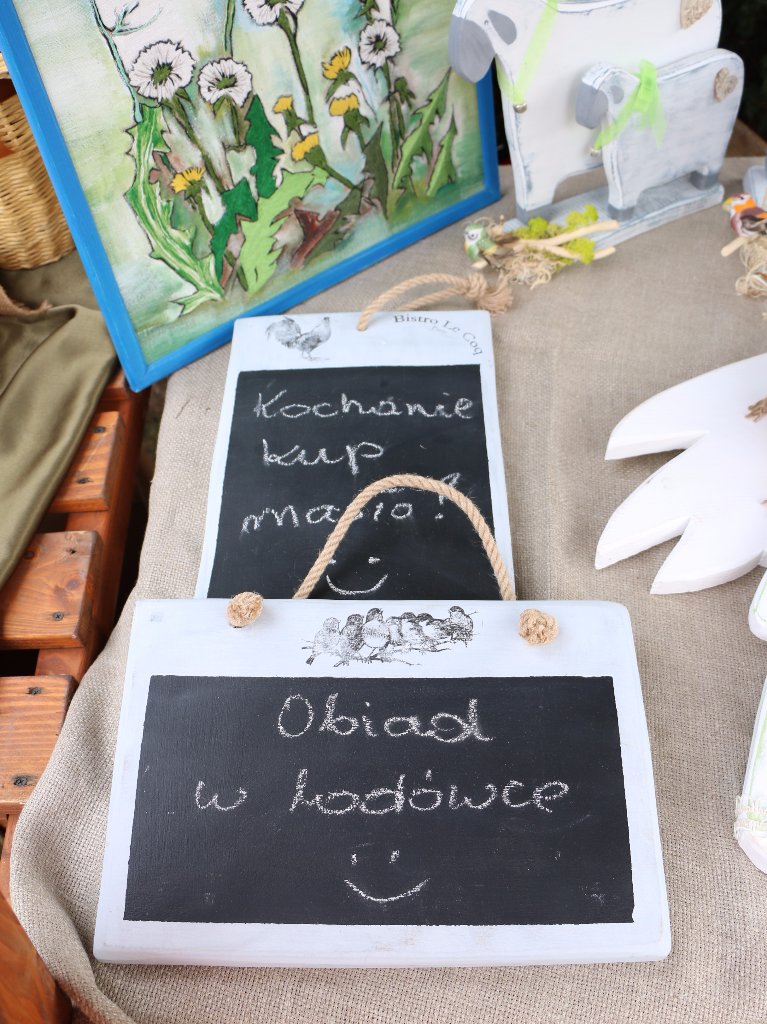 Bistro Le Coq
Kochanie
kup
masło!
Obiad
w lodówce